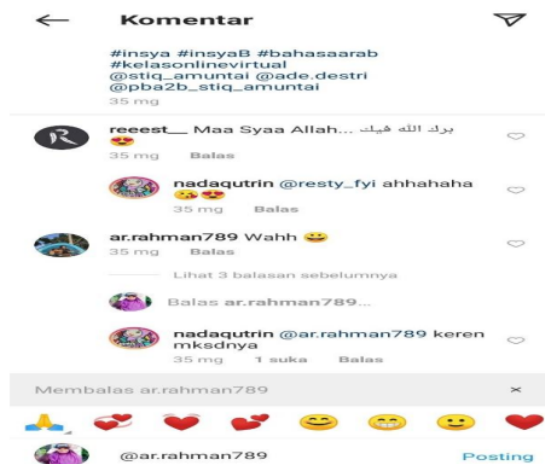 Komentar
#insya #insyaB #bahasaarab
#kelasonlinevirtual
@stiq_amuntai @ade.destri
@pba2b_stiq_amuntai
35 mg
reeest__ Maa Syaa Allah... برك الله فيك
😍
35 mg Balas
nadaqutrin @resty_fyi ahhahaha
😘😍
35 mg Balas
ar.rahman789 Wahh 😀
35 mg Balas
Lihat 3 balasan sebelumnya
Balas ar.rahman789...
nadaqutrin @ar.rahman789 keren
mksdnya
35 mg 1 suka Balas
Membalas ar.rahman789
@ar.rahman789 Posting